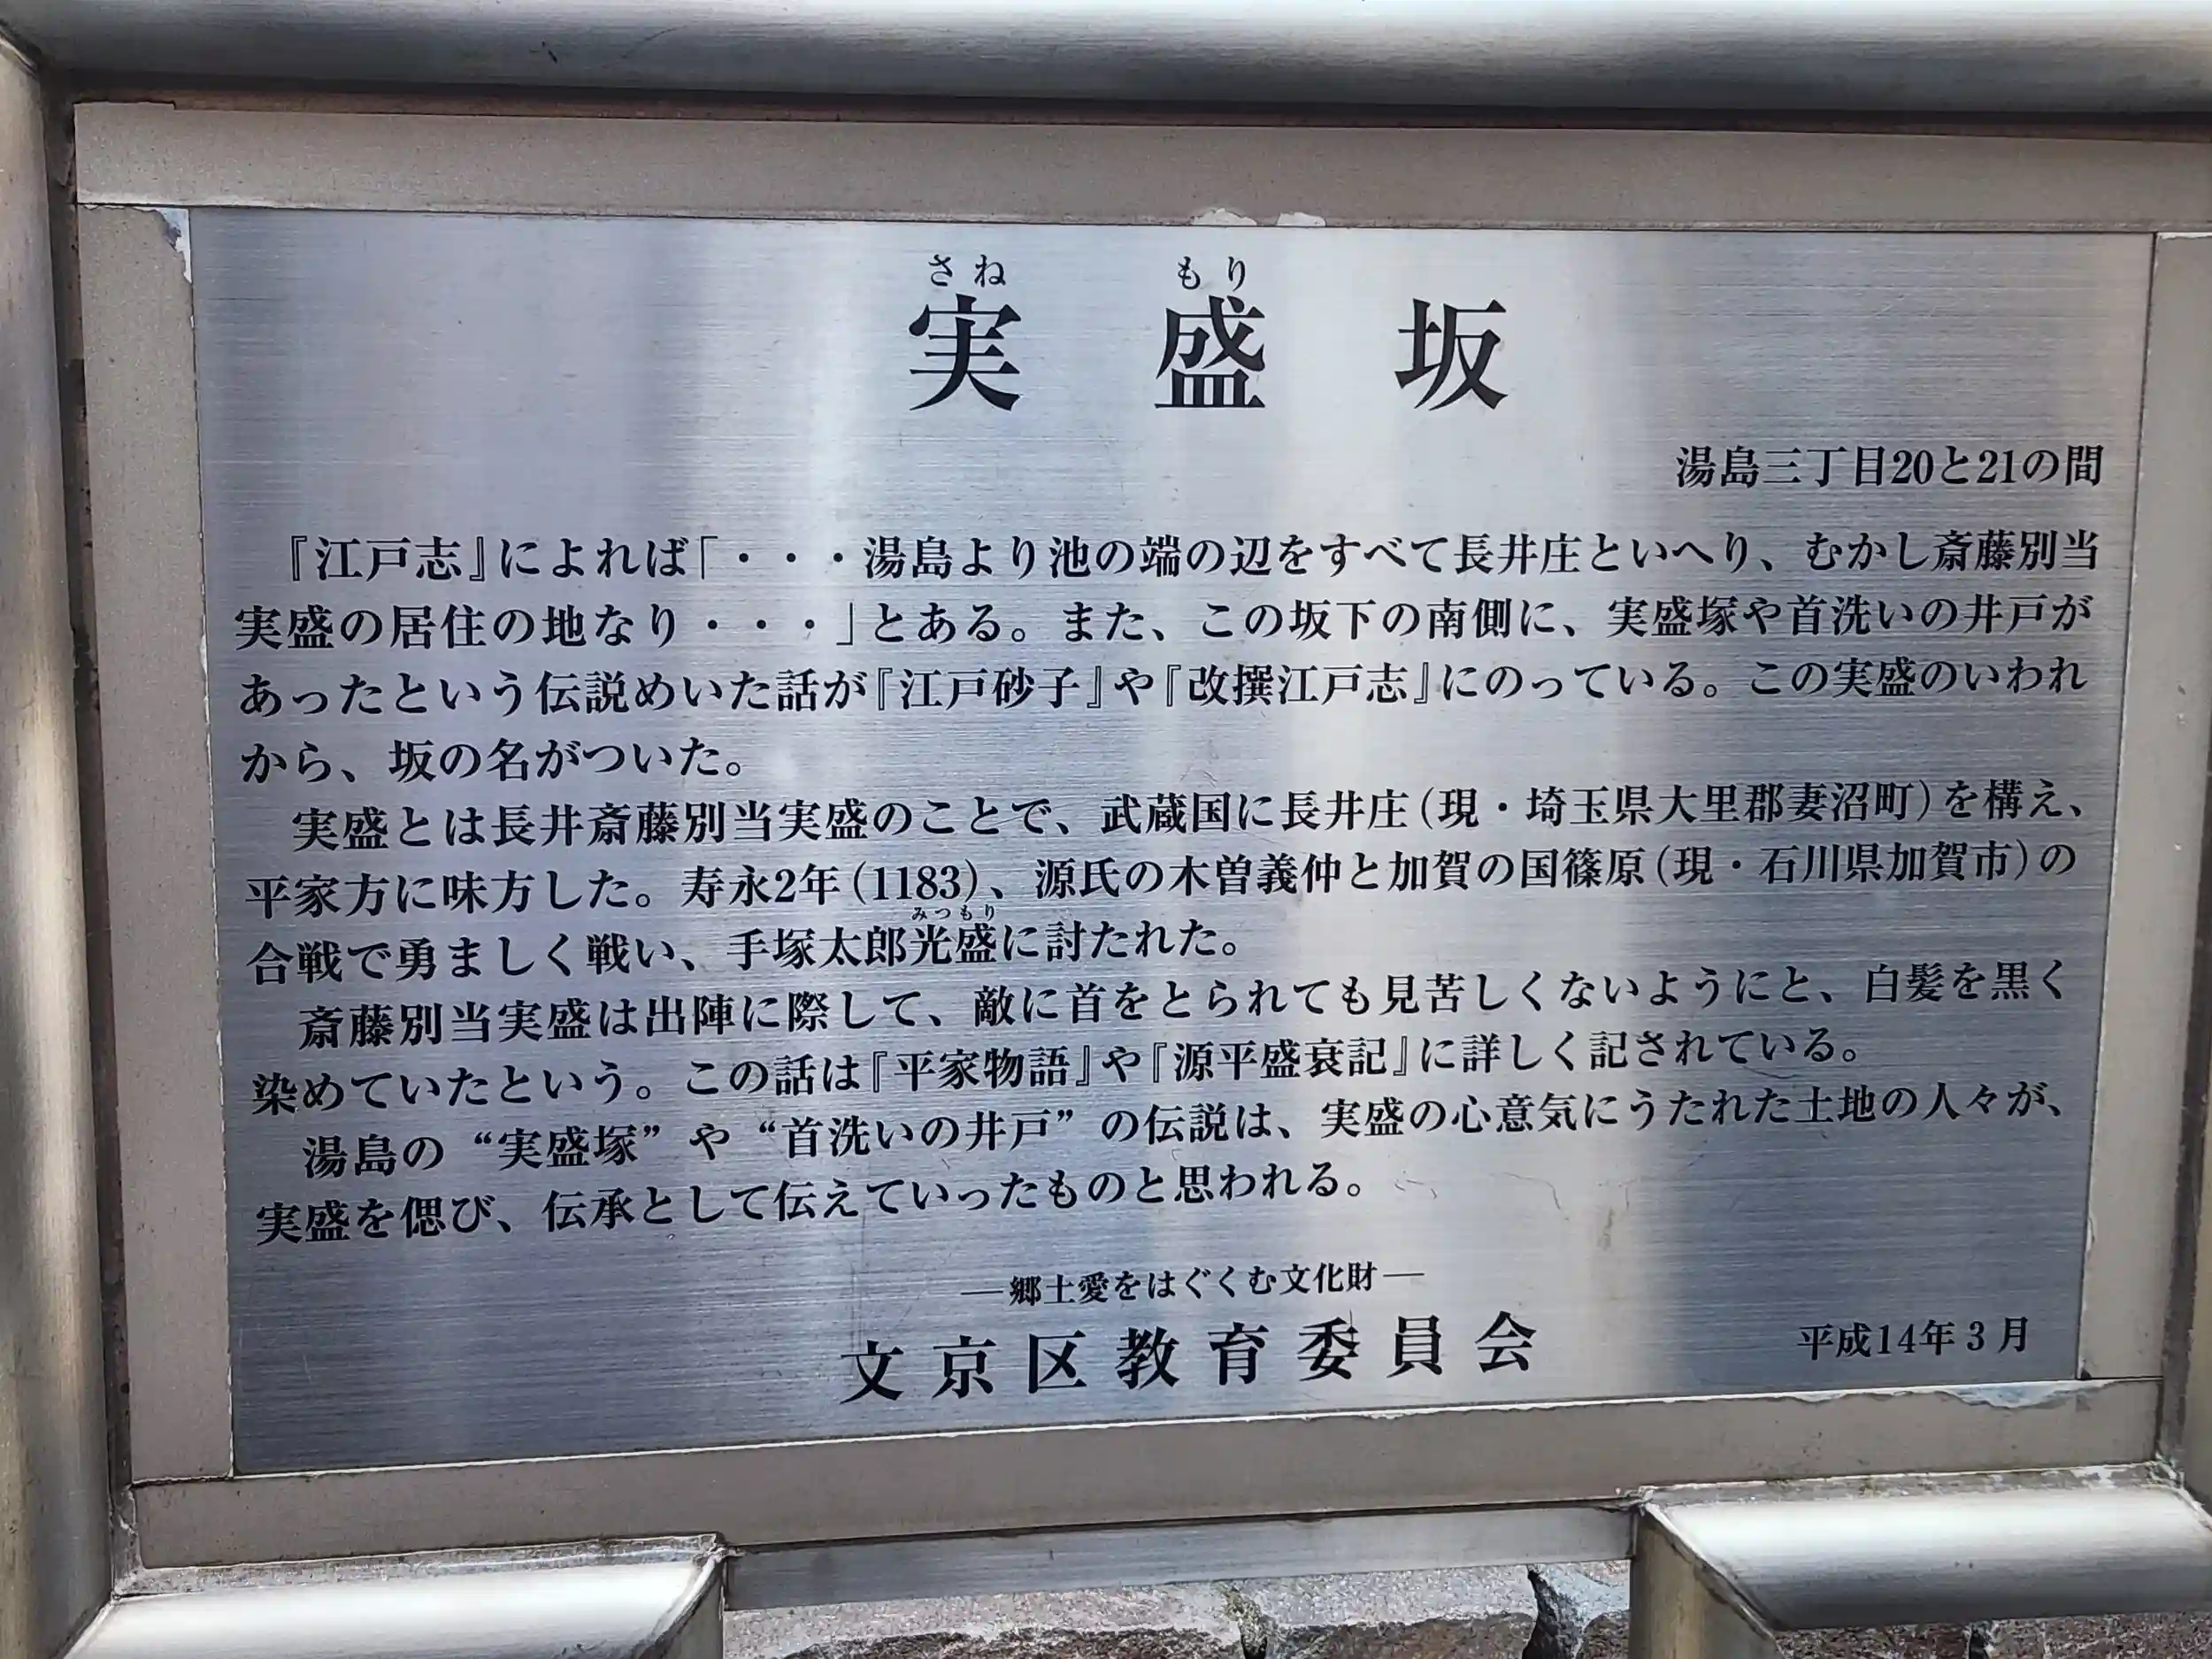 さね もり
実盛坂
湯島三丁目20と21の間
『江戸志』によれば「・・・湯島より池の端の辺をすべて長井庄といへり、むかし斎藤別当
実盛の居住の地なり・・・」とある。また、この坂下の南側に、実盛塚や首洗いの井戸が
あったという伝説めいた話が『江戸砂子』や『改撰江戸志』にのっている。この実盛のいわれ
から、坂の名がついた。
実盛とは長井斎藤別当実盛のことで、武蔵国に長井庄(現・埼玉県大里郡妻沼町)を構え、
平家方に味方した。寿永2年(1183)、源氏の木曽義仲と加賀の国篠原(現・石川県加賀市)の
みつもり
合戦で勇ましく戦い、手塚太郎光盛に討たれた。
斎藤別当実盛は出陣に際して、敵に首をとられても見苦しくないようにと、白髪を黒く
染めていたという。この話は『平家物語』や『源平盛衰記』に詳しく記されている。
湯島の“実盛塚”や“首洗いの井戸”の伝説は、実盛の心意気にうたれた土地の人々が、
実盛を偲び、伝承として伝えていったものと思われる。
―郷土愛をはぐくむ文化財―
文京区教育委員会
平成14年3月